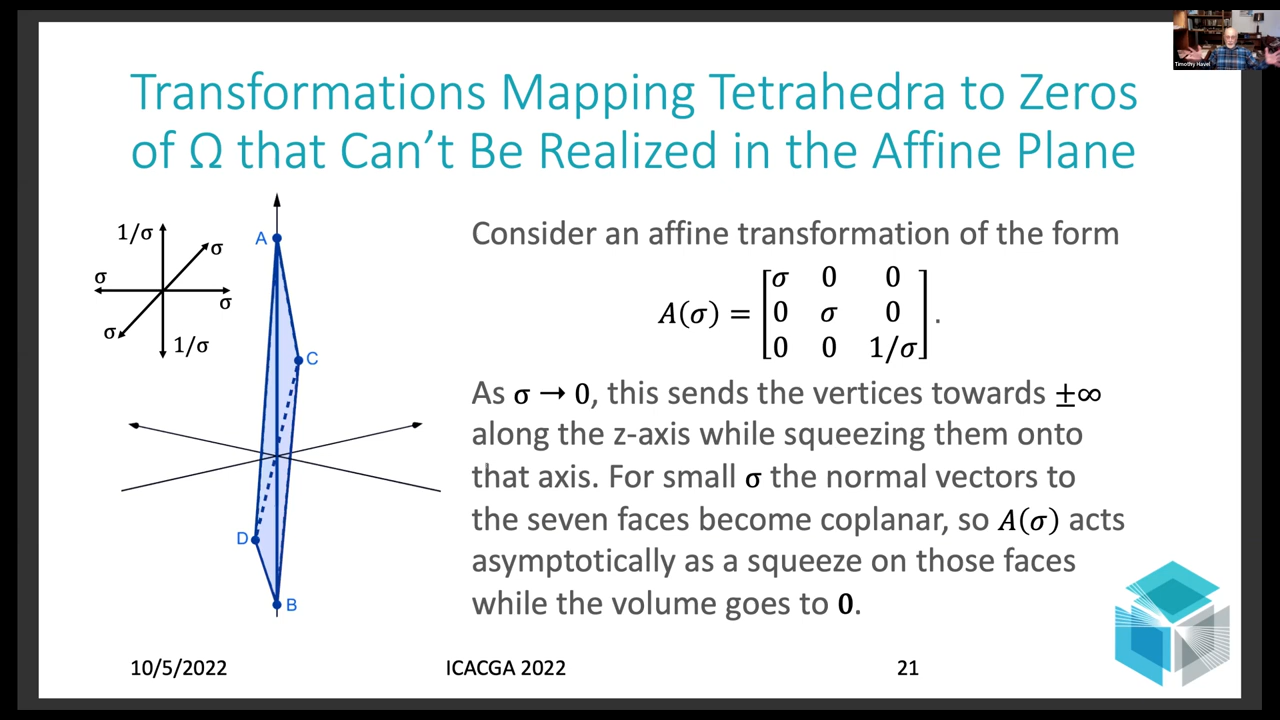 Timothy Havel
Transformations Mapping Tetrahedra to Zeros
of Ω that Can’t Be Realized in the Affine Plane
1/σ
σ
σ
σ
σ
1/σ
A
C
D
B
Consider an affine transformation of the form
A(σ) = [σ 0 0
0 σ 0
0 0 1/σ] .
As σ → 0, this sends the vertices towards ±∞
along the z-axis while squeezing them onto
that axis. For small σ the normal vectors to
the seven faces become coplanar, so A(σ) acts
asymptotically as a squeeze on those faces
while the volume goes to 0.
10/5/2022
ICACGA 2022
21